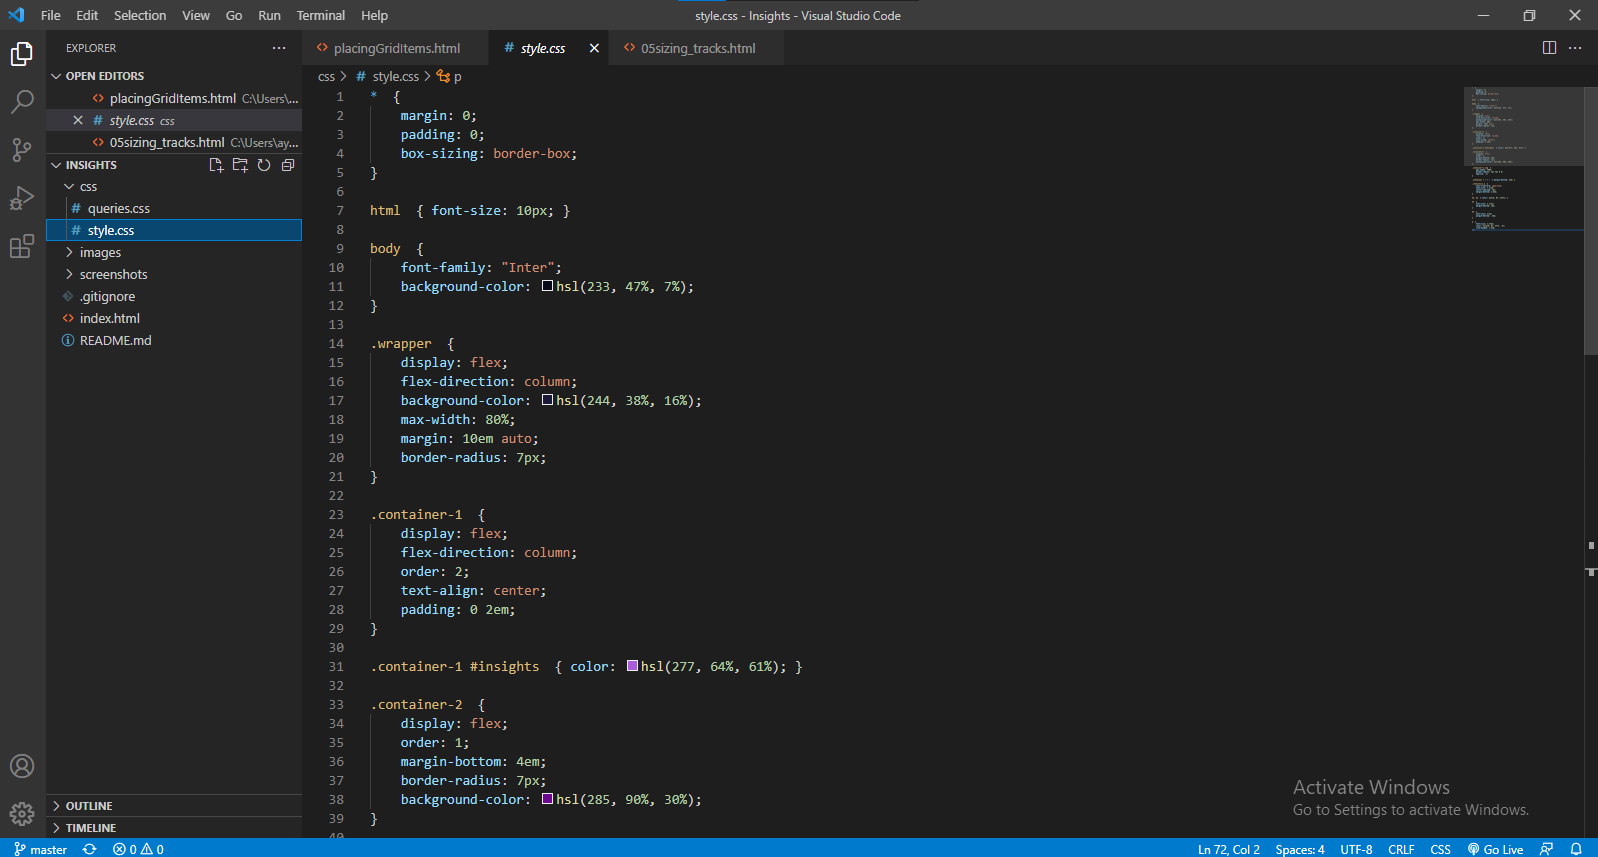 File Edit Selection View Go Run Terminal Help
style.css - Insights - Visual Studio Code
EXPLORER
OPEN EDITORS
placingGridItems.html C:\Users\...
style.css css
05sizing_tracks.html C:\Users\ay...
INSIGHTS
css
queries.css
style.css
images
screenshots
.gitignore
index.html
README.md
OUTLINE
TIMELINE
placingGridItems.html
style.css
05sizing_tracks.html
css > style.css > p
1 * {
2 margin: 0;
3 padding: 0;
4 box-sizing: border-box;
5 }
6
7 html { font-size: 10px; }
8
9 body {
10 font-family: "Inter";
11 background-color: hsl(233, 47%, 7%);
12 }
13
14 .wrapper {
15 display: flex;
16 flex-direction: column;
17 background-color: hsl(244, 38%, 16%);
18 max-width: 80%;
19 margin: 10em auto;
20 border-radius: 7px;
21 }
22
23 .container-1 {
24 display: flex;
25 flex-direction: column;
26 order: 2;
27 text-align: center;
28 padding: 0 2em;
29 }
30
31 .container-1 #insights { color: hsl(277, 64%, 61%); }
32
33 .container-2 {
34 display: flex;
35 order: 1;
36 margin-bottom: 4em;
37 border-radius: 7px;
38 background-color: hsl(285, 90%, 30%);
39 }
40
Activate Windows
Go to Settings to activate Windows.
master 0 0 Ln 72, Col 2 Spaces: 4 UTF-8 CRLF CSS Go Live